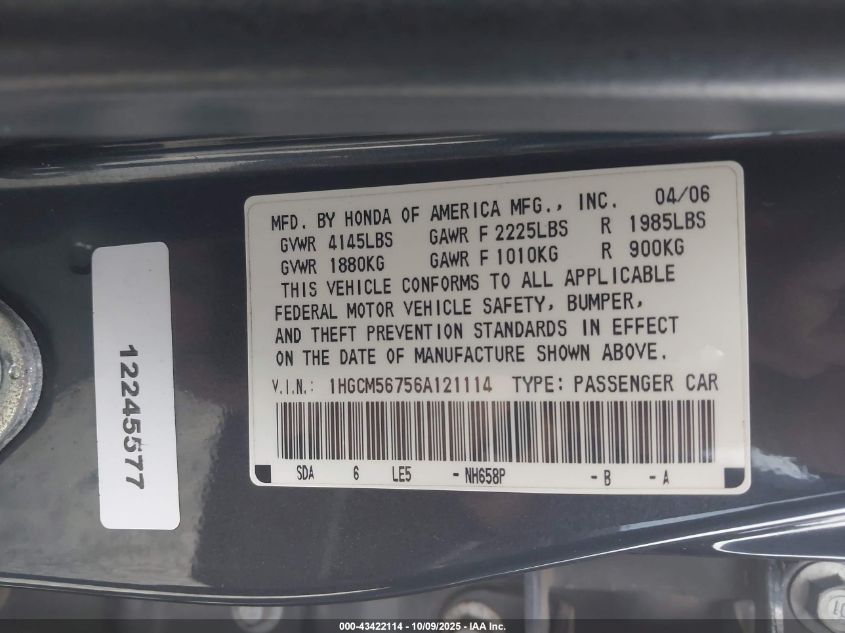 MFD. BY HONDA OF AMERICA MFG., INC. 04/06
GVWR 4145LBS GAWR F 2225LBS R 1985LBS
GVWR 1880KG GAWR F 1010KG R 900KG
THIS VEHICLE CONFORMS TO ALL APPLICABLE
FEDERAL MOTOR VEHICLE SAFETY, BUMPER,
AND THEFT PREVENTION STANDARDS IN EFFECT
ON THE DATE OF MANUFACTURE SHOWN ABOVE.
V.I.N.: 1HGCM56756A121114 TYPE: PASSENGER CAR
SDA 6 LE5 -NH658P -B -A
12245577
000-43422114 - 10/09/2025 - IAA Inc.